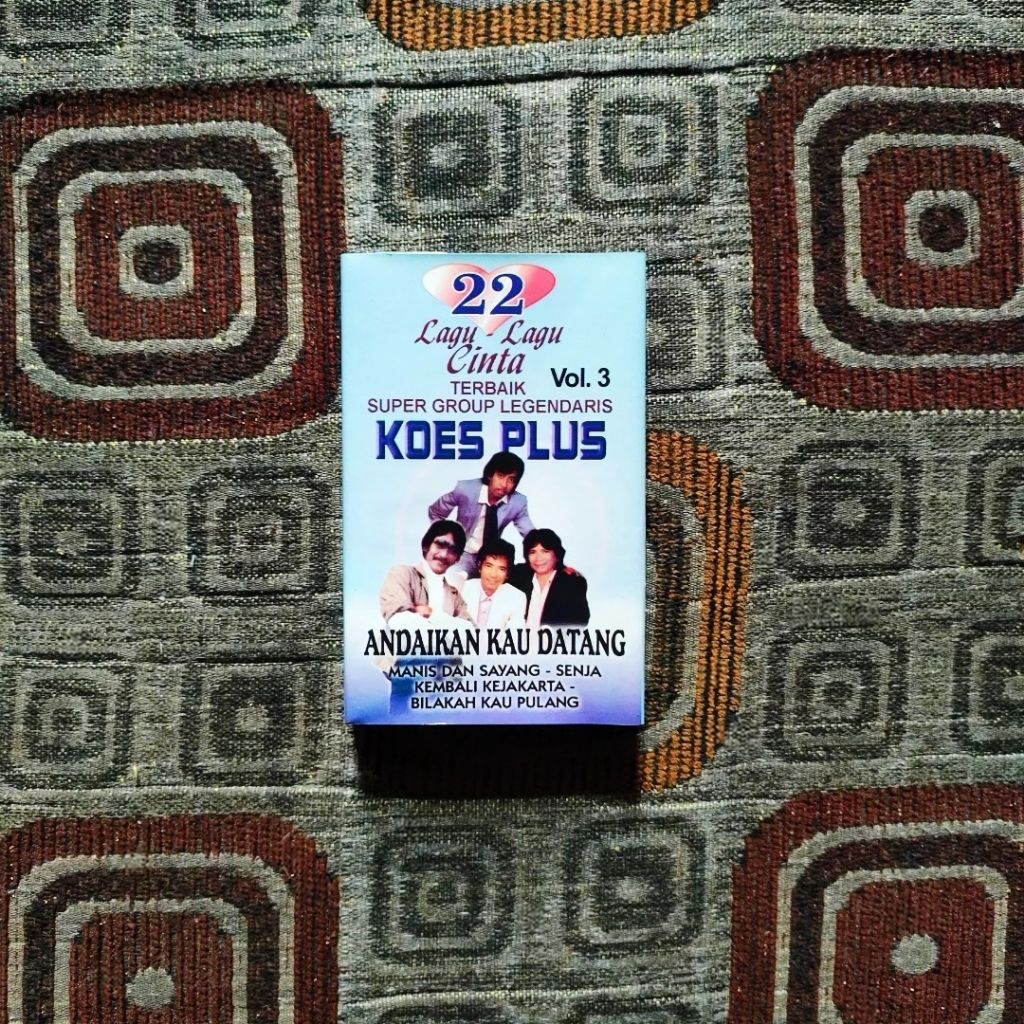 22
Lagu - Lagu
Cinta
Vol. 3
TERBAIK
SUPER GROUP LEGENDARIS
KOES PLUS
ANDAIKAN KAU DATANG
MANIS DAN SAYANG - SENJA
KEMBALI KEJAKARTA -
BILAKAH KAU PULANG